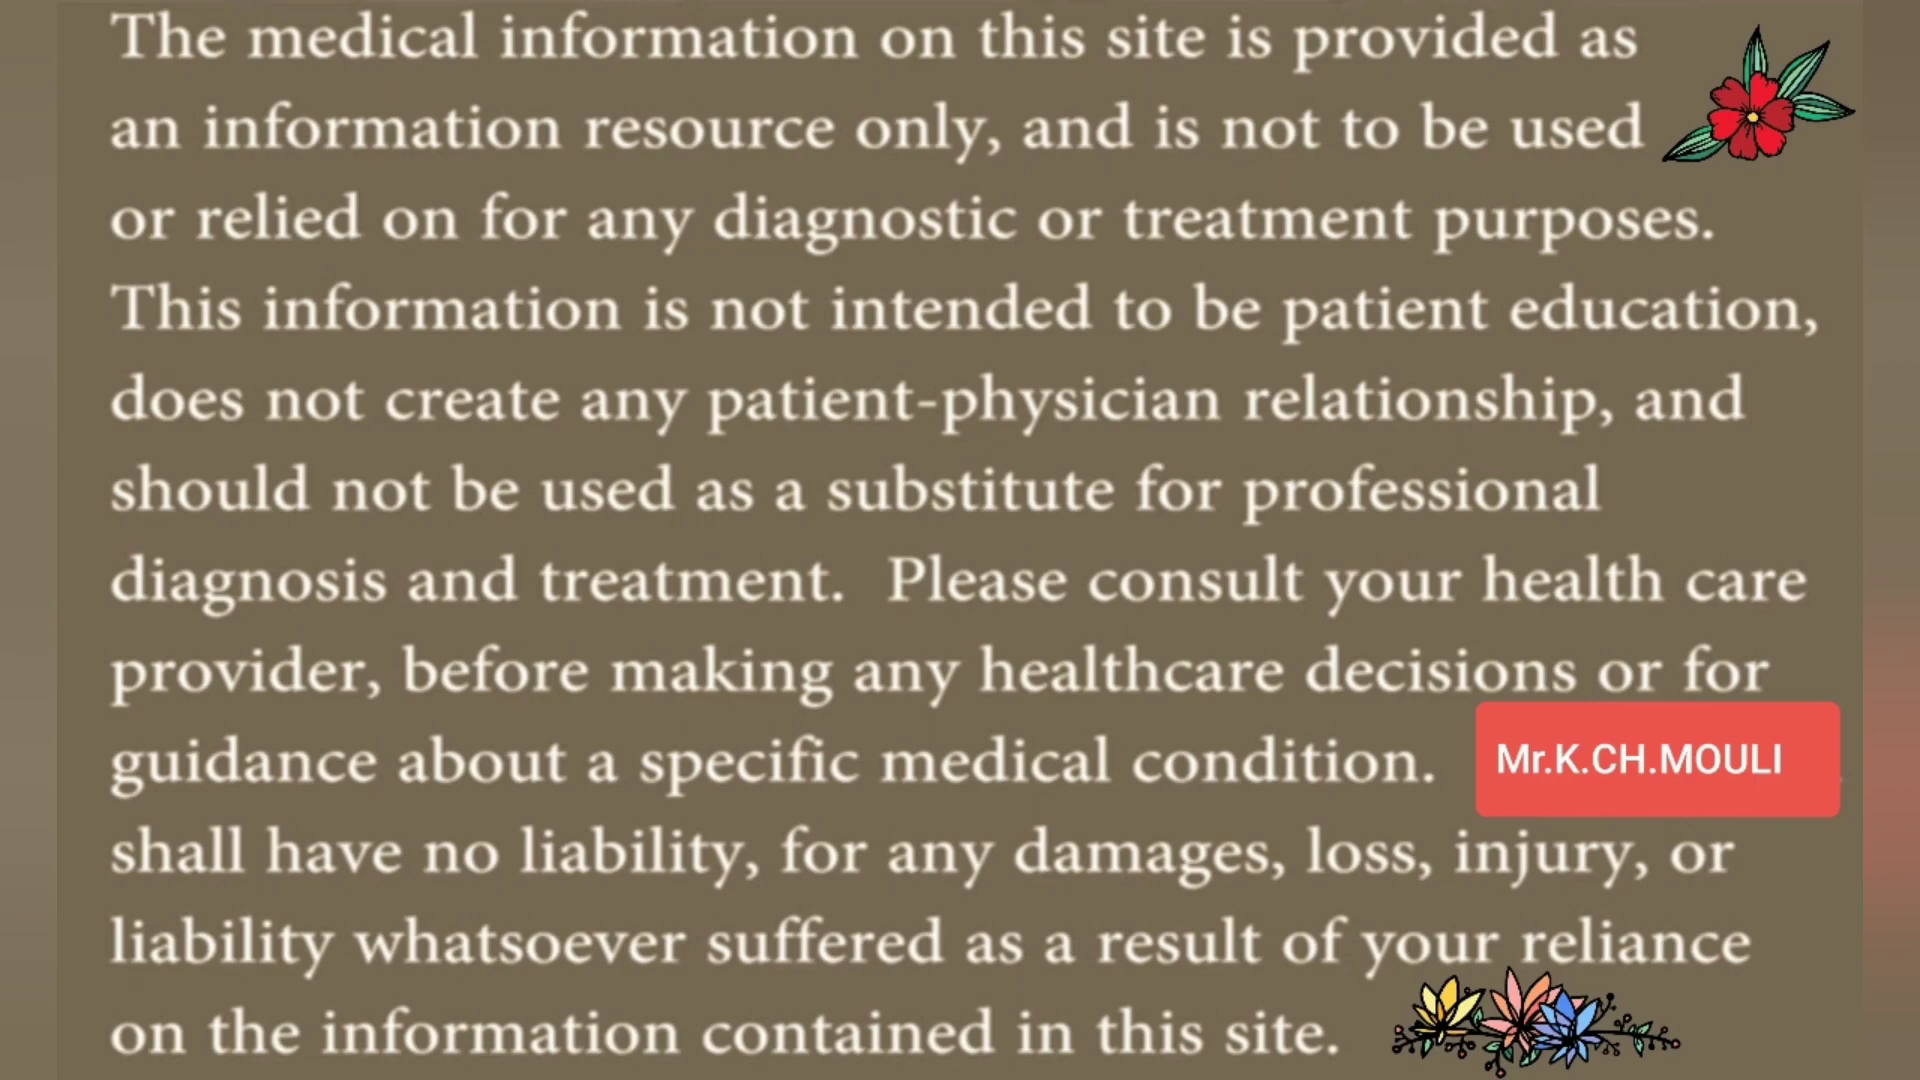 The medical information on this site is provided as
an information resource only, and is not to be used
or relied on for any diagnostic or treatment purposes.
This information is not intended to be patient education,
does not create any patient-physician relationship, and
should not be used as a substitute for professional
diagnosis and treatment.  Please consult your health care
provider, before making any healthcare decisions or for
guidance about a specific medical condition. Mr.K.CH.MOULI
shall have no liability, for any damages, loss, injury, or
liability whatsoever suffered as a result of your reliance
on the information contained in this site.